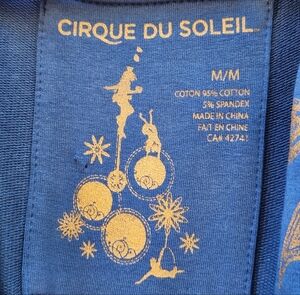 CIRQUE DU SOLEIL
M/M
COTON 95% COTTON
5% SPANDEX
MADE IN CHINA
FAIT EN CHINE
CA# 42741